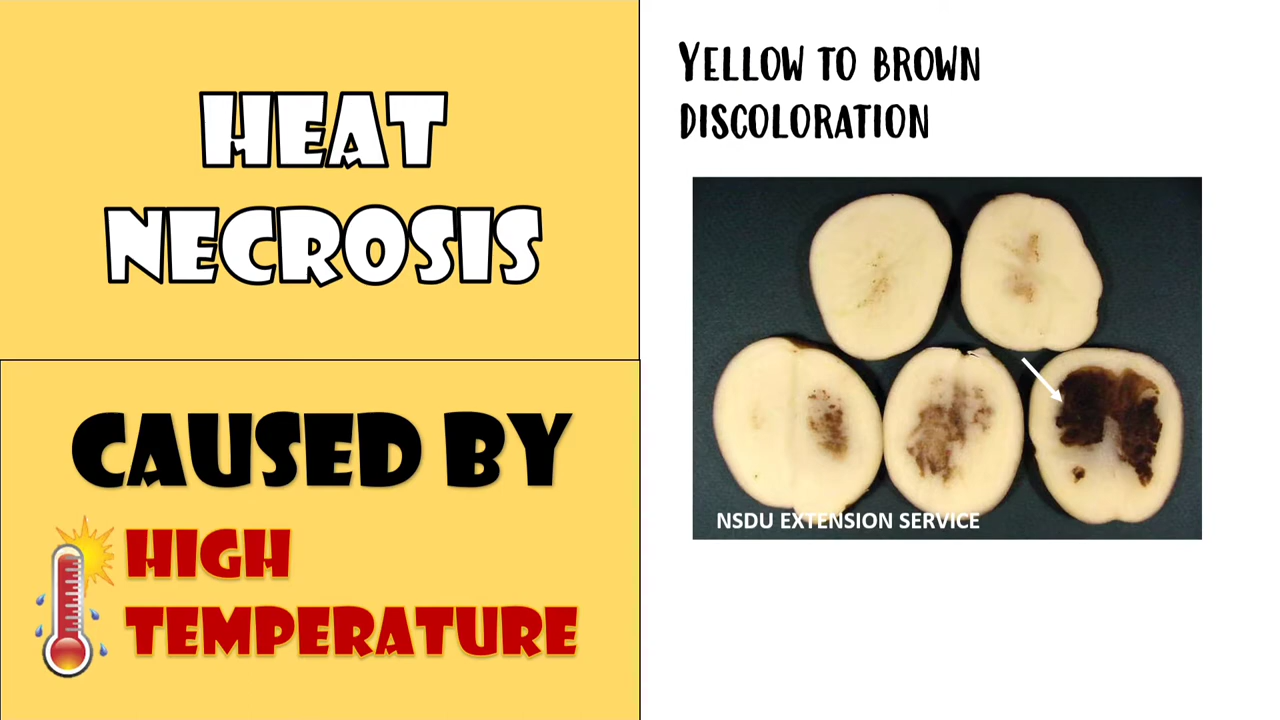 HEAT
NECROSIS
CAUSED BY
HIGH
TEMPERATURE
YELLOW TO BROWN
DISCOLORATION
NSDU EXTENSION SERVICE